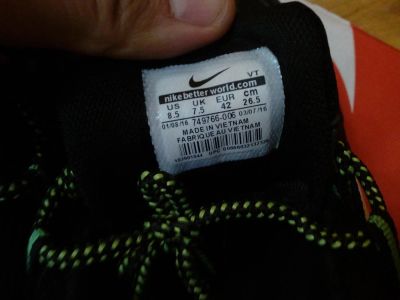 VT
nikebetterworld.com
US UK EUR cm
8.5 7.5 42 26.5
01/08/16 749766-006 03/07/16
MADE IN VIETNAM
FABRIQUE AU VIETNAM